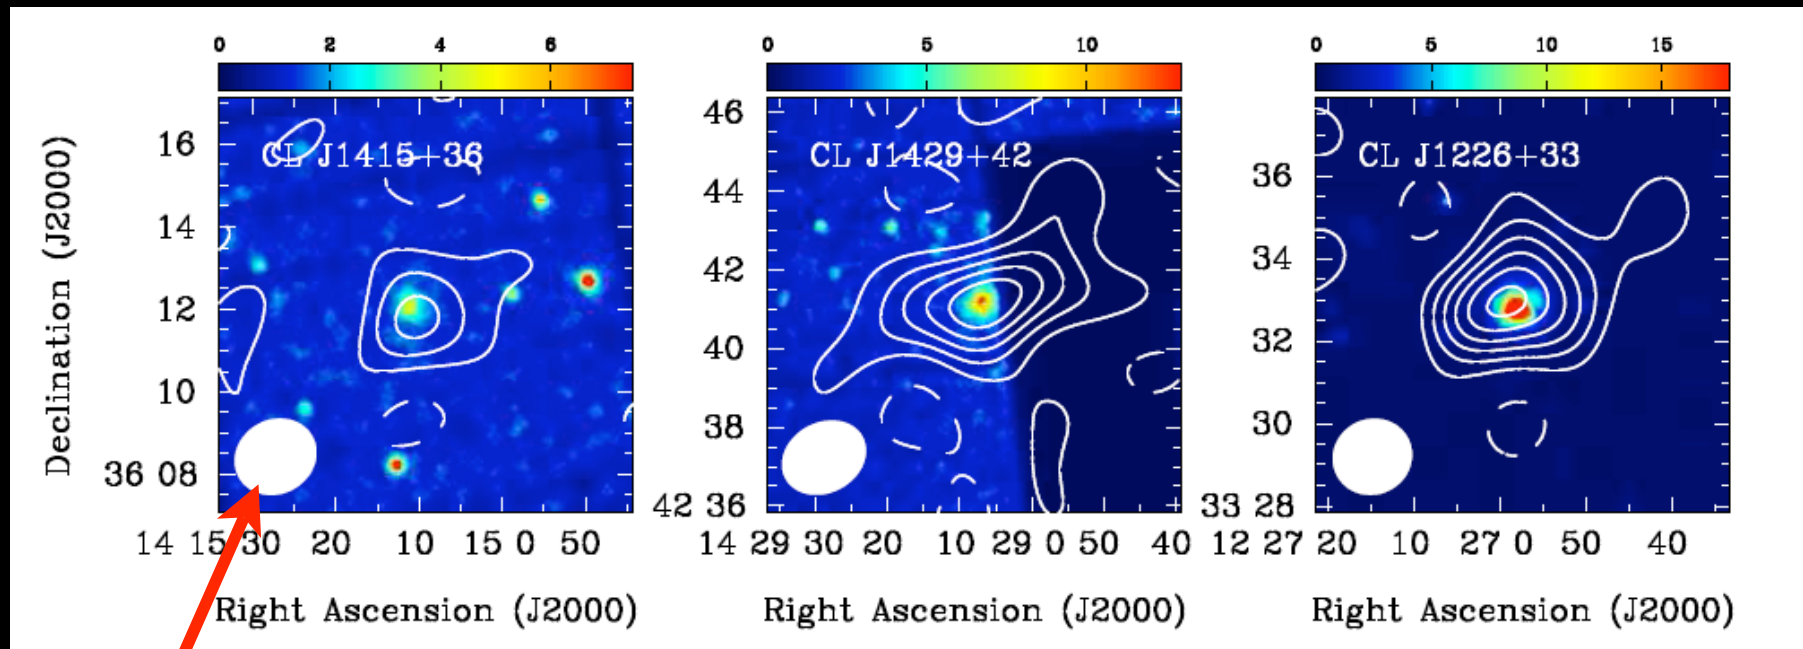 0 2 4 6
0 5 10
0 5 10 15
Declination (J2000)
CL J1415+36
16
14
12
10
36 08
14 15 30 20 10 15 0 50
Right Ascension (J2000)
CL J1429+42
46
44
42
40
38
42 36
14 29 30 20 10 29 0 50 40
Right Ascension (J2000)
CL J1226+33
36
34
32
30
33 28
12 27 20 10 27 0 50 40
Right Ascension (J2000)